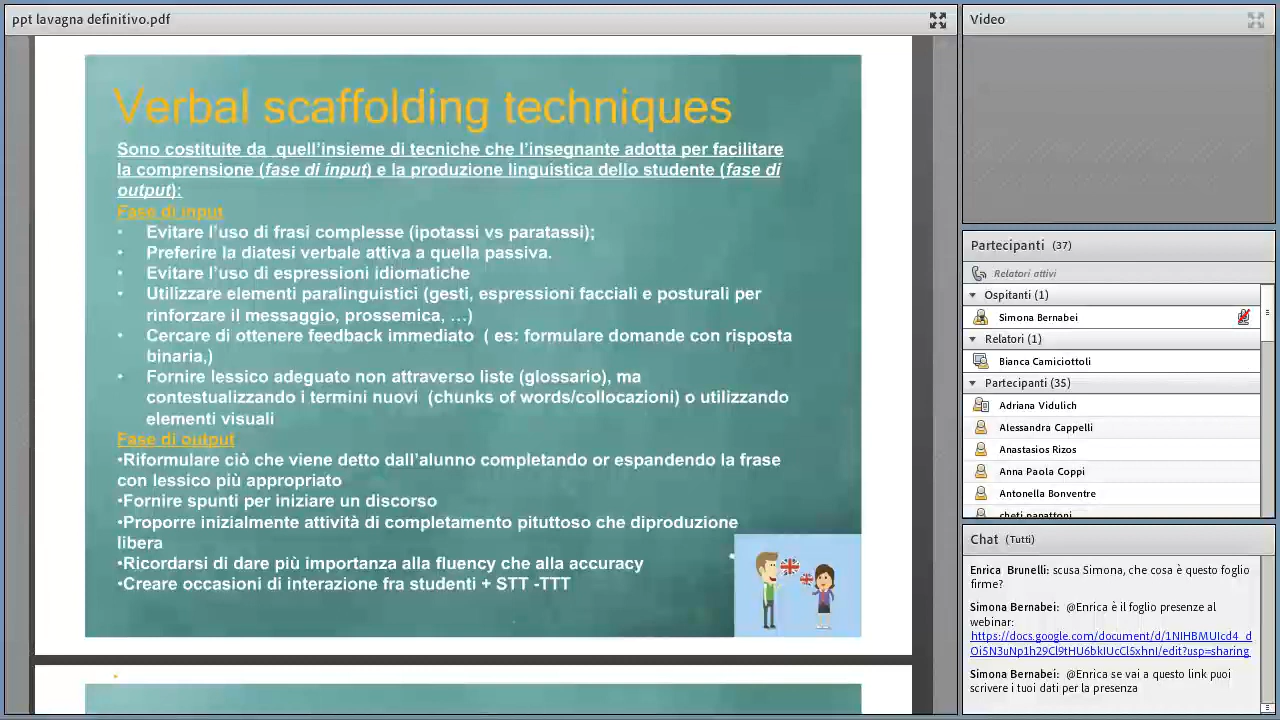 ppt lavagna definitivo.pdf
Verbal scaffolding techniques
Sono costituite da quell'insieme di tecniche che l'insegnante adotta per facilitare
la comprensione (fase di input) e la produzione linguistica dello studente (fase di
output):
Fase di input
• Evitare l'uso di frasi complesse (ipotassi vs paratassi);
• Preferire la diatesi verbale attiva a quella passiva.
• Evitare l'uso di espressioni idiomatiche
• Utilizzare elementi paralinguistici (gesti, espressioni facciali e posturali per
rinforzare il messaggio, prossemica, …)
• Cercare di ottenere feedback immediato ( es: formulare domande con risposta
binaria,)
• Fornire lessico adeguato non attraverso liste (glossario), ma
contestualizzando i termini nuovi (chunks of words/collocazioni) o utilizzando
elementi visuali
Fase di output
•Riformulare ciò che viene detto dall'alunno completando or espandendo la frase
con lessico più appropriato
•Fornire spunti per iniziare un discorso
•Proporre inizialmente attività di completamento pituttoso che diproduzione
libera
•Ricordarsi di dare più importanza alla fluency che alla accuracy
•Creare occasioni di interazione fra studenti + STT -TTT
Video
Partecipanti (37)
Relatori attivi
Ospitanti (1)
Simona Bernabei
Relatori (1)
Bianca Camiciottoli
Partecipanti (35)
Adriana Vidulich
Alessandra Cappelli
Anastasios Rizos
Anna Paola Coppi
Antonella Bonventre
Chat (Tutti)
Enrica Brunelli: scusa Simona, che cosa è questo foglio
firme?
Simona Bernabei: @Enrica è il foglio presenze al
webinar:
https://docs.google.com/document/d/1NIHBMUIcd4_d
Oi5N3uNp1h29Cl9tHU6bkIUcCl5xhnI/edit?usp=sharing
Simona Bernabei: @Enrica se vai a questo link puoi
scrivere i tuoi dati per la presenza